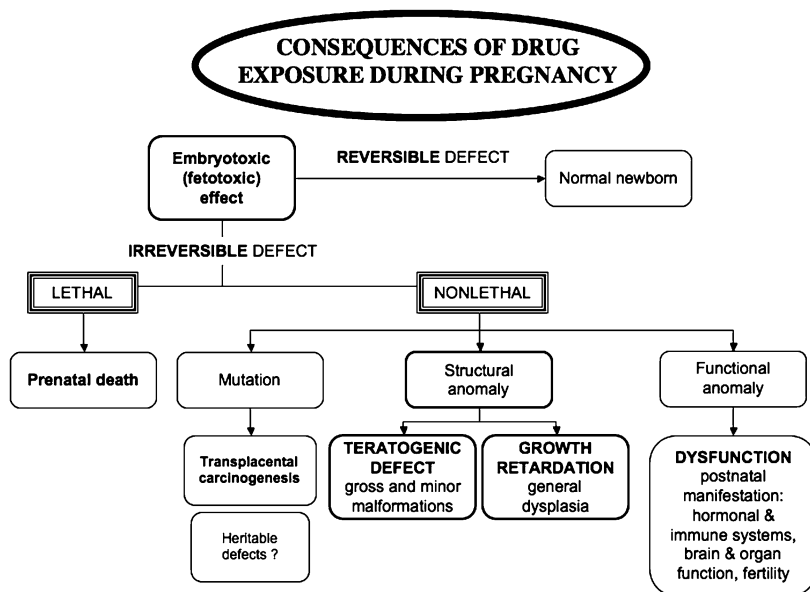 CONSEQUENCES OF DRUG
EXPOSURE DURING PREGNANCY
Embryotoxic
(fetotoxic)
effect
REVERSIBLE DEFECT
Normal newborn
IRREVERSIBLE DEFECT
LETHAL
NONLETHAL
Prenatal death
Mutation
Structural
anomaly
Functional
anomaly
Transplacental
carcinogenesis
Heritable
defects ?
TERATOGENIC
DEFECT
gross and minor
malformations
GROWTH
RETARDATION
general
dysplasia
DYSFUNCTION
postnatal
manifestation:
hormonal &
immune systems,
brain & organ
function, fertility